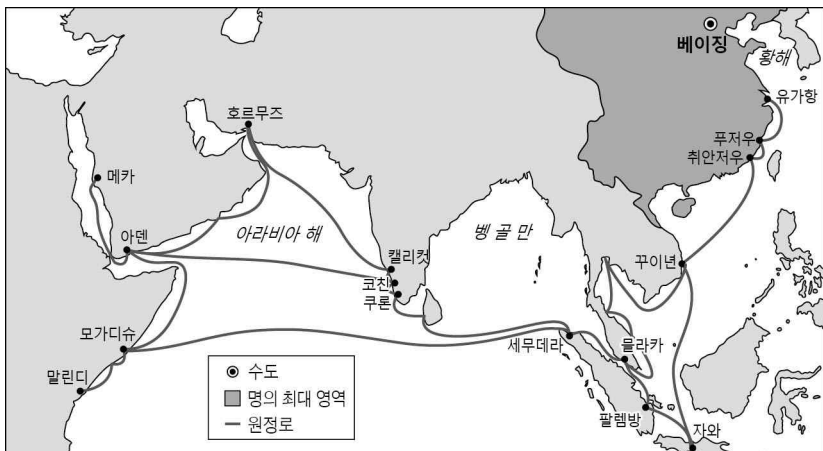 베이징
황해
유가항
호르무즈
푸저우
취안저우
메카
아덴
아라비아 해
벵골만
캘리컷
코친
쿠론
꾸이년
모가디슈
세무데라
믈라카
말린디
수도
명의 최대 영역
원정로
팔렘방
자와